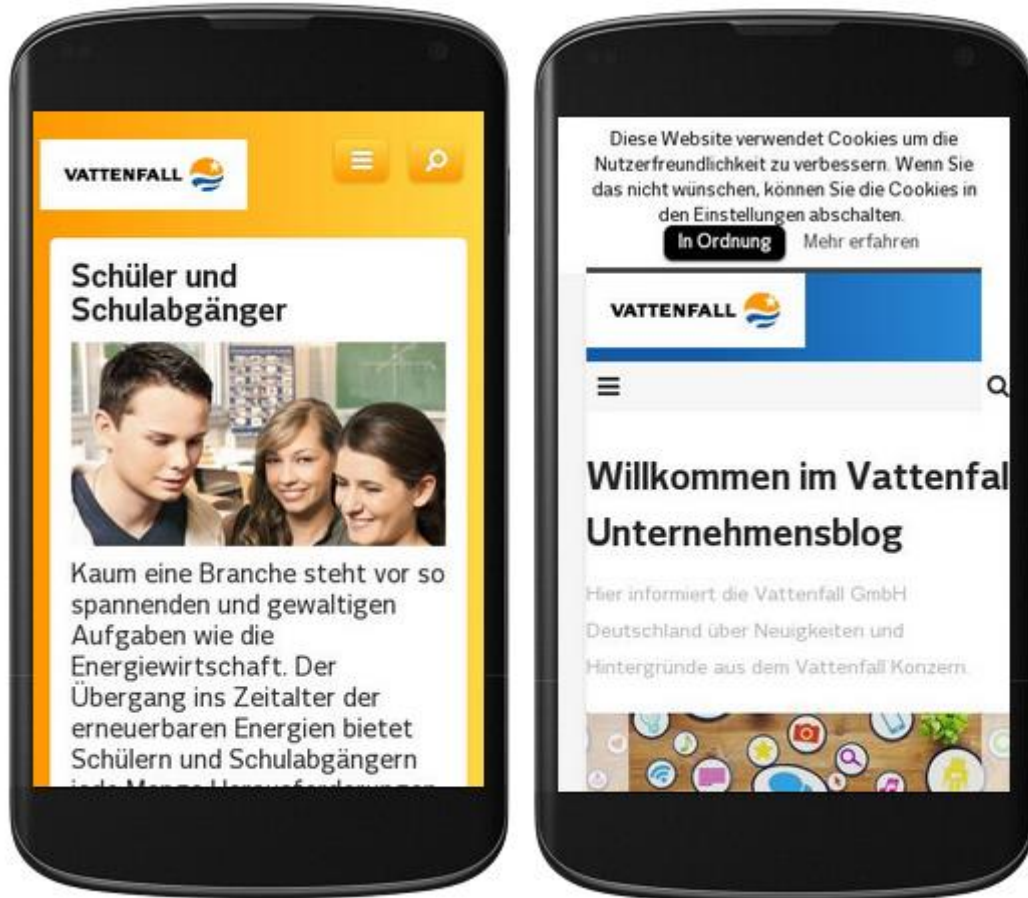 VATTENFALL
Schüler und
Schulabgänger
Kaum eine Branche steht vor so
spannenden und gewaltigen
Aufgaben wie die
Energiewirtschaft. Der
Übergang ins Zeitalter der
erneuerbaren Energien bietet
Schülern und Schulabgängern
jede Menge Herausforderungen
Diese Website verwendet Cookies um die
Nutzerfreundlichkeit zu verbessern. Wenn Sie
das nicht wünschen, können Sie die Cookies in
den Einstellungen abschalten.
In Ordnung Mehr erfahren
VATTENFALL
Willkommen im Vattenfal
Unternehmensblog
Hier informiert die Vattenfall GmbH
Deutschland über Neuigkeiten und
Hintergründe aus dem Vattenfall Konzern.